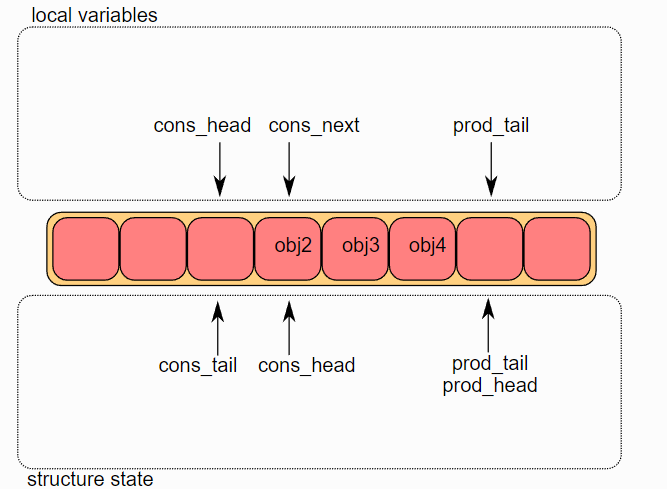 local variables
cons_head cons_next prod_tail
obj2 obj3 obj4
cons_tail cons_head prod_tail
prod_head
structure state